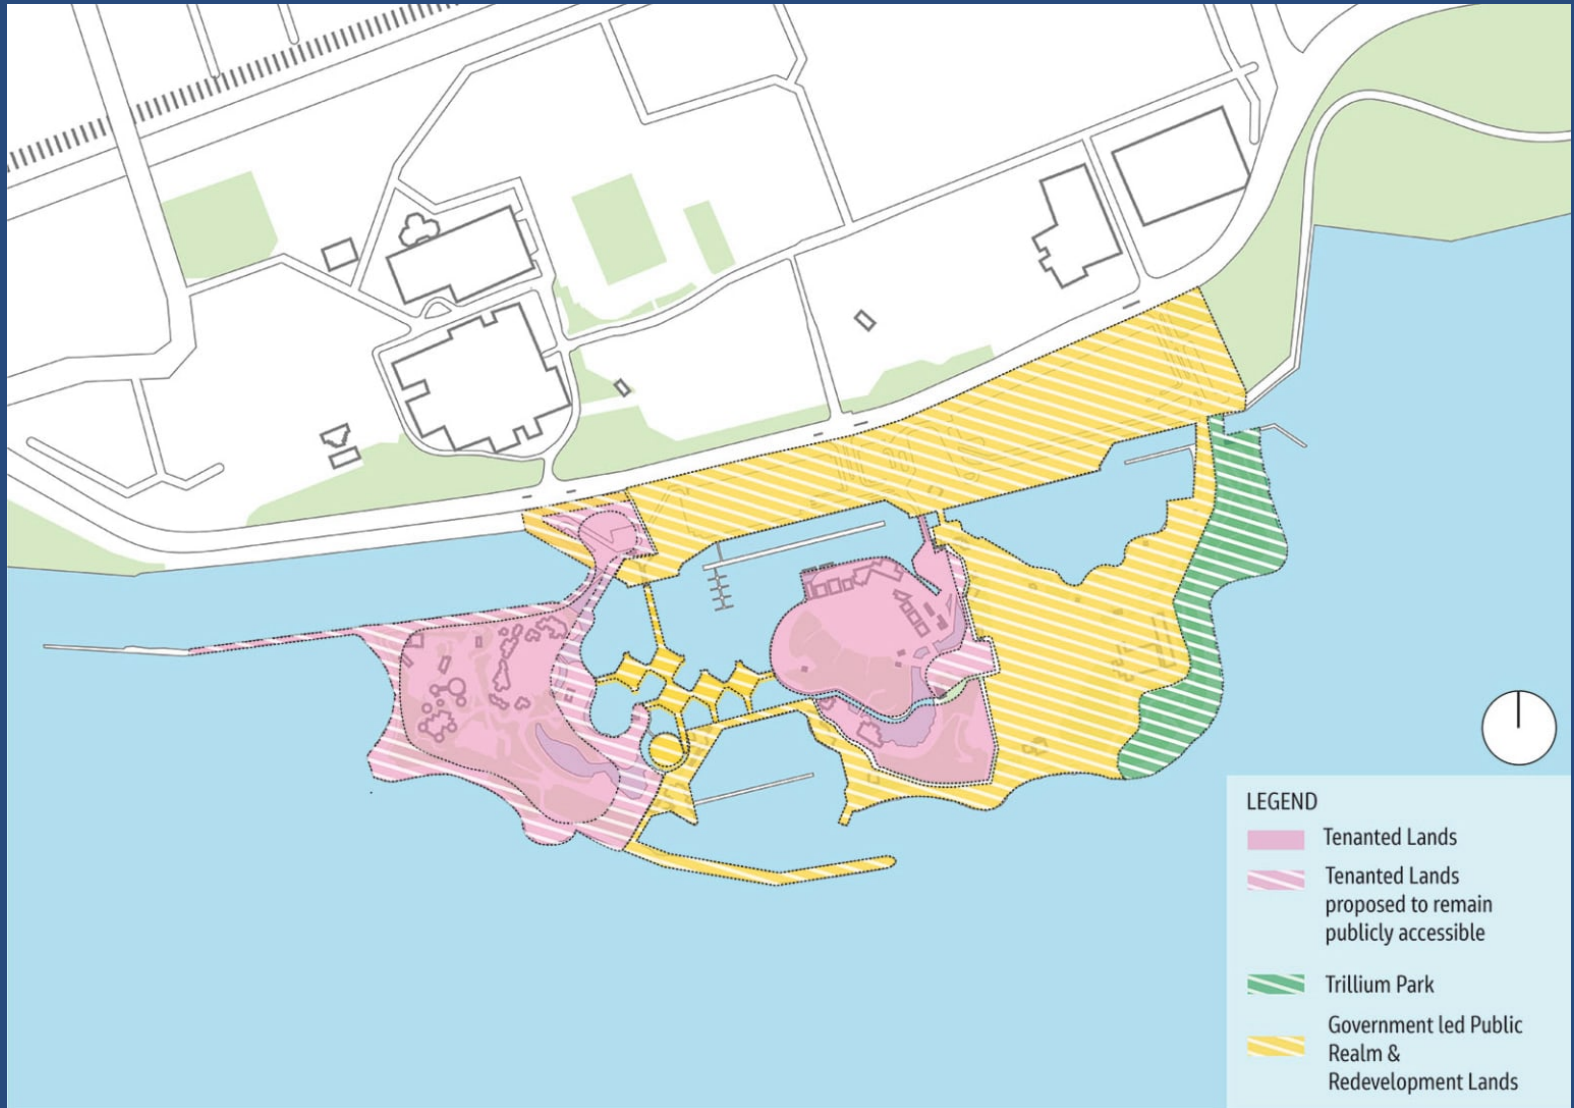 LEGEND
Tenanted Lands
Tenanted Lands
proposed to remain
publicly accessible
Trillium Park
Government led Public
Realm &
Redevelopment Lands